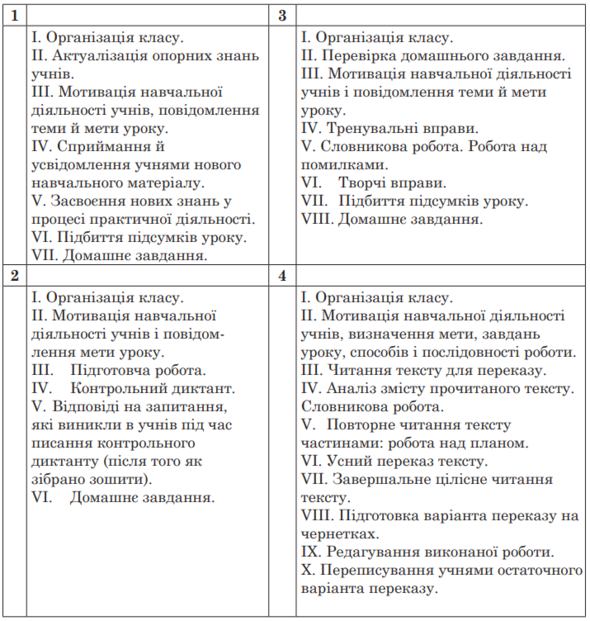 1
I. Організація класу.
II. Актуалізація опорних знань
учнів.
III. Мотивація навчальної
діяльності учнів, повідомлення
теми й мети уроку.
IV. Сприймання й
усвідомлення учнями нового
навчального матеріалу.
V. Засвоєння нових знань у
процесі практичної діяльності.
VI. Підбиття підсумків уроку.
VII. Домашнє завдання.
3
I. Організація класу.
II. Перевірка домашнього завдання.
III. Мотивація навчальної діяльності
учнів і повідомлення теми й мети
уроку.
IV. Тренувальні вправи.
V. Словникова робота. Робота над
помилками.
VI. Творчі вправи.
VII. Підбиття підсумків уроку.
VIII. Домашнє завдання.
2
I. Організація класу.
II. Мотивація навчальної
діяльності учнів і повідом-
лення мети уроку.
III. Підготовча робота.
IV. Контрольний диктант.
V. Відповіді на запитання,
які виникли в учнів під час
писання контрольного
диктанту (після того як
зібрано зошити).
VI. Домашнє завдання.
4
I. Організація класу.
II. Мотивація навчальної діяльності
учнів, визначення мети, завдань
уроку, способів і послідовності роботи.
III. Читання тексту для переказу.
IV. Аналіз змісту прочитаного тексту.
Словникова робота.
V. Повторне читання тексту
частинами: робота над планом.
VI. Усний переказ тексту.
VII. Завершальне цілісне читання
тексту.
VIII. Підготовка варіанта переказу на
чернетках.
IX. Редагування виконаної роботи.
X. Переписування учнями остаточного
варіанта переказу.